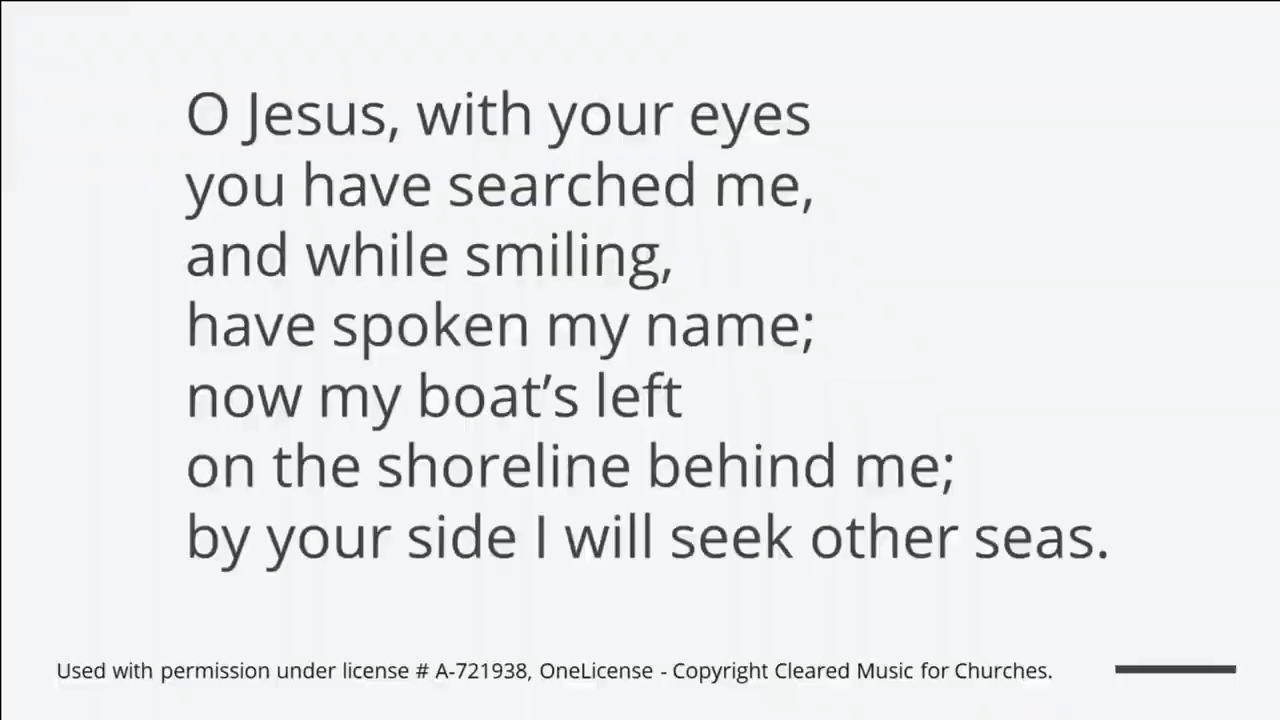 O Jesus, with your eyes
you have searched me,
and while smiling,
have spoken my name;
now my boat’s left
on the shoreline behind me;
by your side I will seek other seas.
Used with permission under license # A-721938, OneLicense - Copyright Cleared Music for Churches.